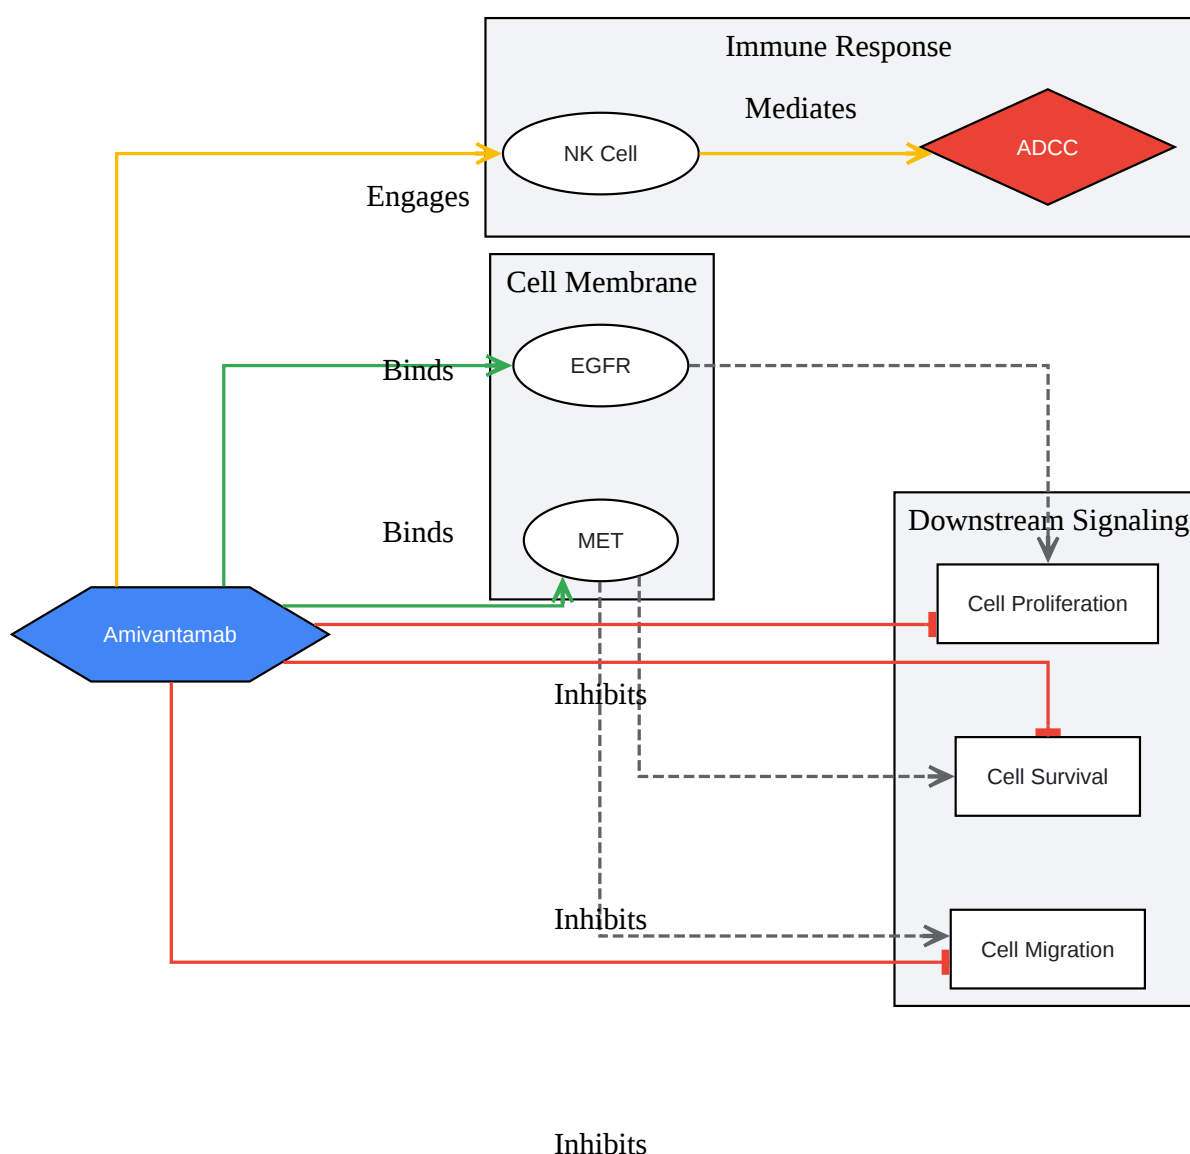 Immune Response
Mediates
NK Cell
ADCC
Engages
Cell Membrane
EGFR
Binds
Downstream Signaling
Binds
MET
Cell Proliferation
Amivantamab
Inhibits
Cell Survival
Inhibits
Cell Migration
Inhibits